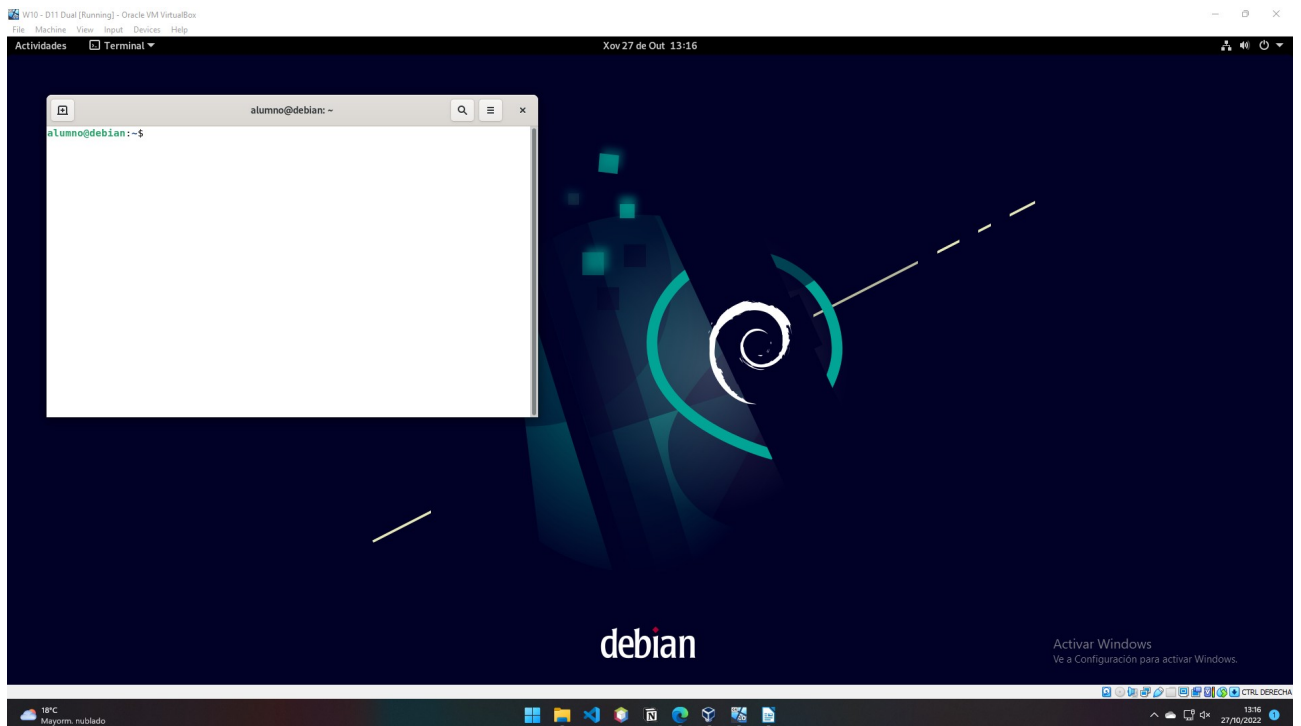 W10 - D11 Dual [Running] - Oracle VM VirtualBox
File Machine View Input Devices Help
Actividades Terminal Xov 27 de Out 13:16
alumno@debian: ~
alumno@debian:~$
debian
Activar Windows
Ve a Configuración para activar Windows.
CTRL DERECHA
18°C
Mayorm. nublado
13:16
27/10/2022
1